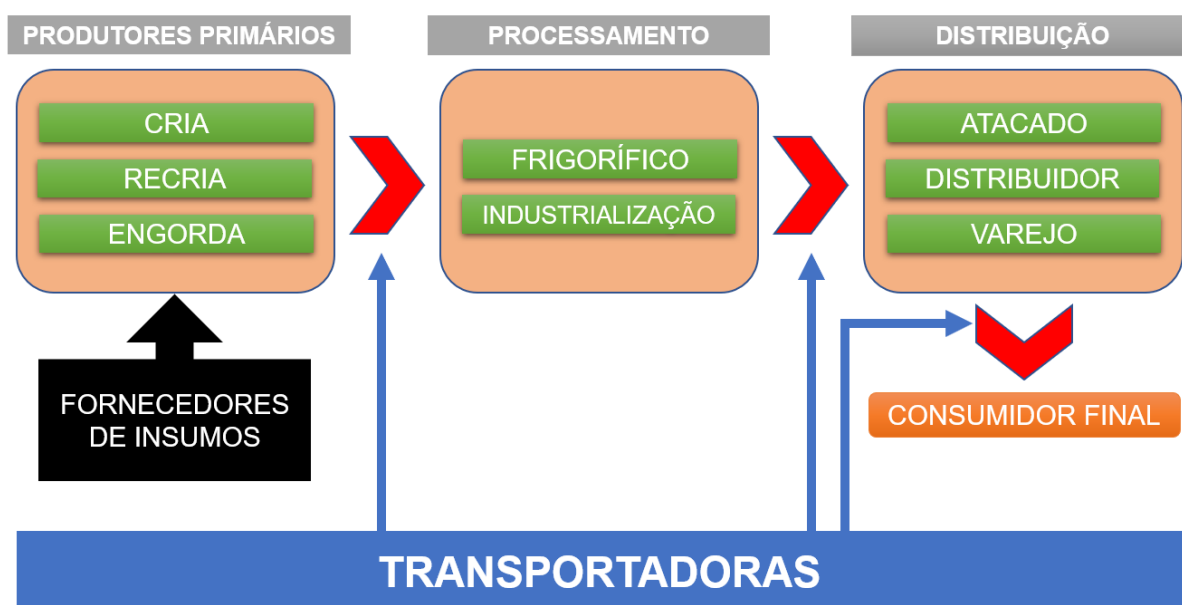 PRODUTORES PRIMÁRIOS
PROCESSAMENTO
DISTRIBUIÇÃO
CRIA
RECRIA
ENGORDA
FRIGORÍFICO
INDUSTRIALIZAÇÃO
ATACADO
DISTRIBUIDOR
VAREJO
FORNECEDORES
DE INSUMOS
CONSUMIDOR FINAL
TRANSPORTADORAS